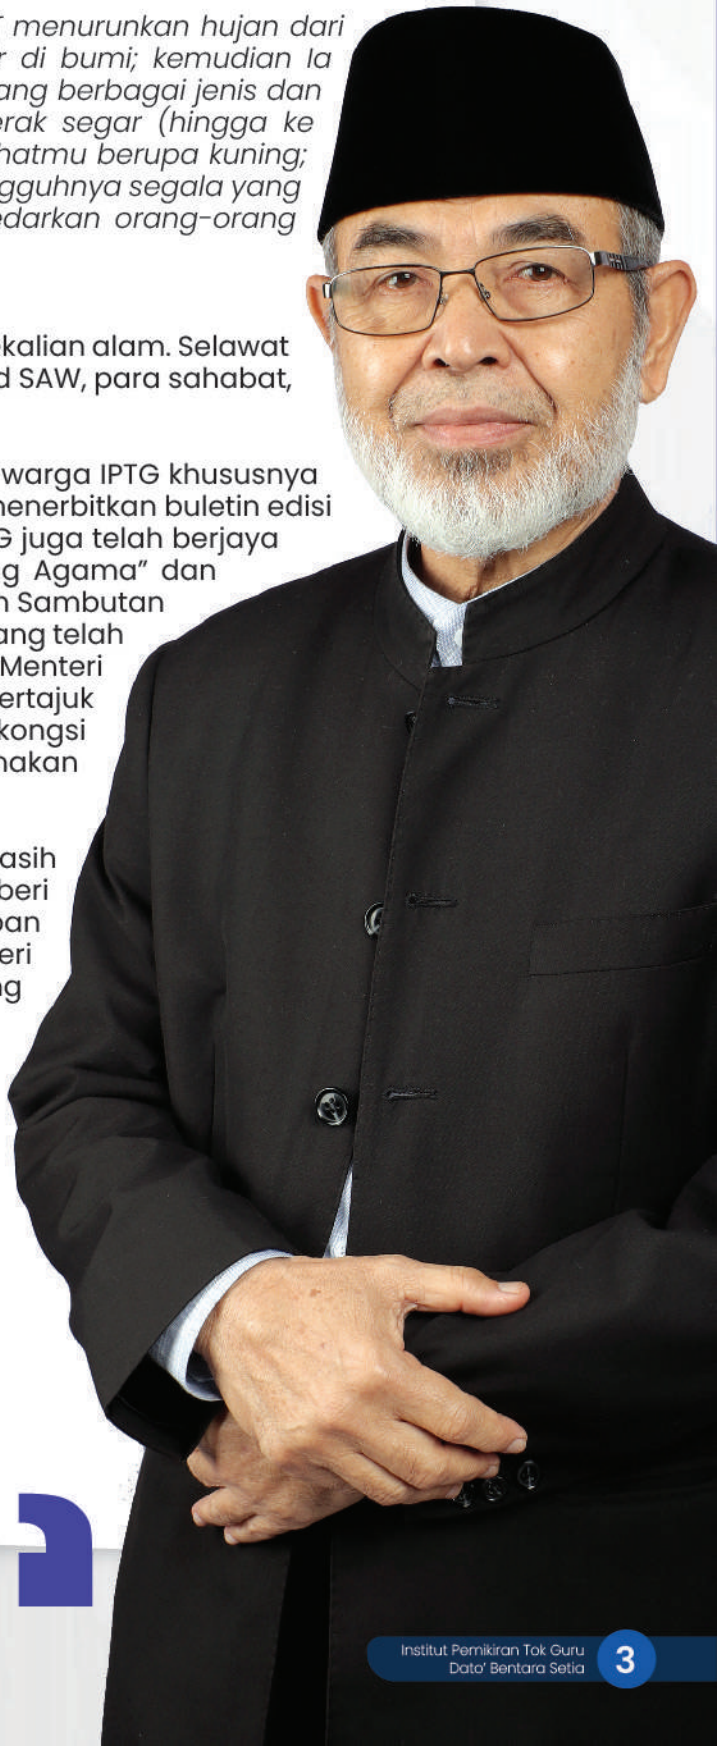 menurunkan hujan dari
di bumi; kemudian Ia
ang berbagai jenis dan
erak segar (hingga ke
hatmu berupa kuning;
ngguhnya segala yang
edarkan orang-orang
kalian alam. Selawat
d SAW, para sahabat,
warga IPTG khususnya
menerbitkan buletin edisi
G juga telah berjaya
g Agama” dan
n Sambutan
ang telah
Menteri
ertajuk
kongsi
nakan
asih
beri
pan
eri
ng
Institut Pemikiran Tok Guru
Dato' Bentara Setia
3